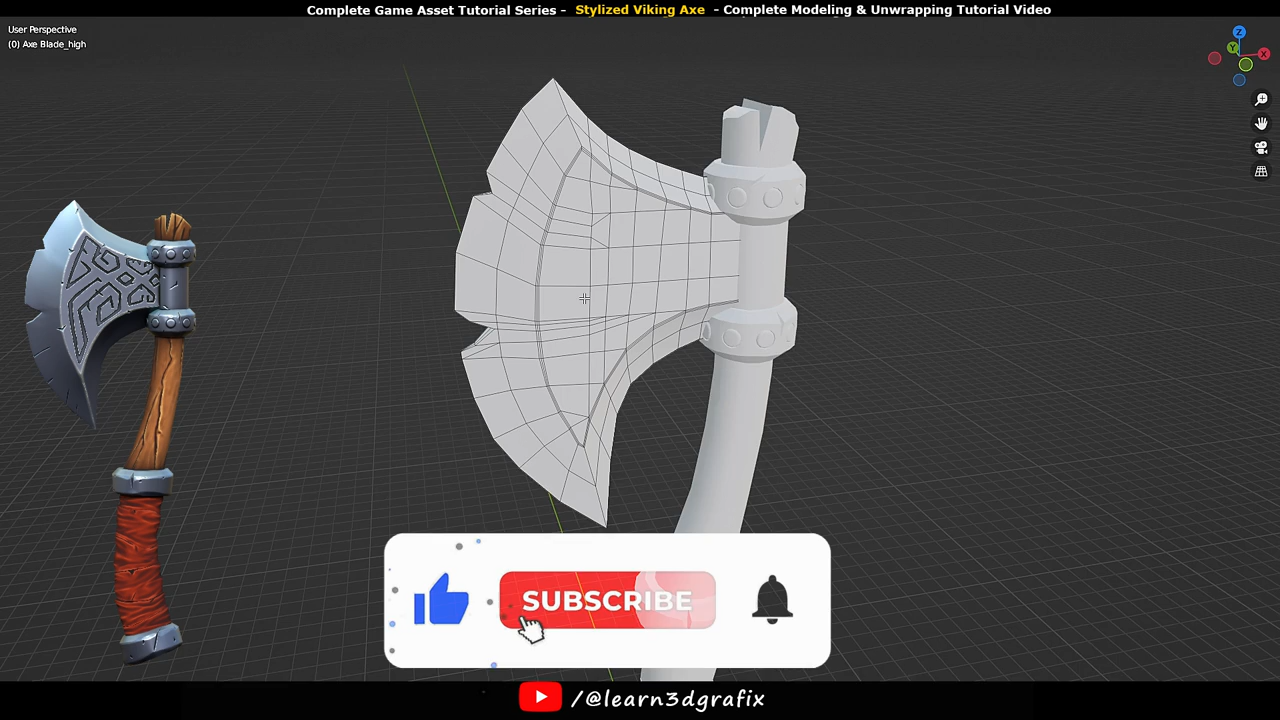 Complete Game Asset Tutorial Series - Stylized Viking Axe - Complete Modeling & Unwrapping Tutorial Video
User Perspective
(0) Axe Blade_high
Z
Y
X
SUBSCRIBE
/@learn3dgrafix